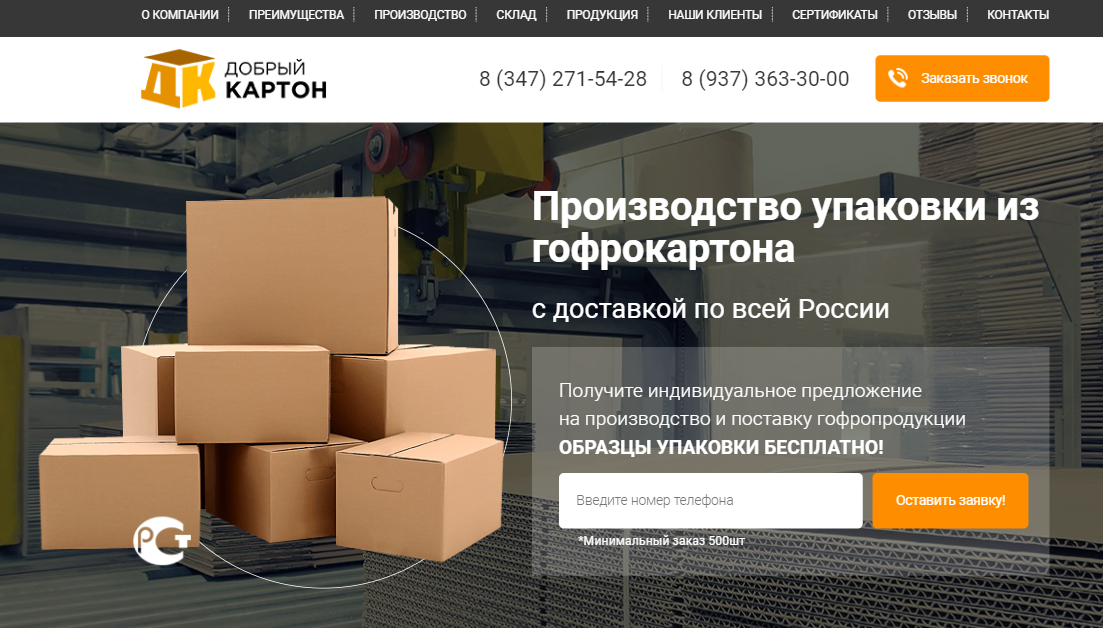 О КОМПАНИИ ПРЕИМУЩЕСТВА ПРОИЗВОДСТВО СКЛАД ПРОДУКЦИЯ НАШИ КЛИЕНТЫ СЕРТИФИКАТЫ ОТЗЫВЫ КОНТАКТЫ
ДК
ДОБРЫЙ
КАРТОН
8 (347) 271-54-28 8 (937) 363-30-00 Заказать звонок
Производство упаковки из
гофрокартона
с доставкой по всей России
Получите индивидуальное предложение
на производство и поставку гофропродукции
ОБРАЗЦЫ УПАКОВКИ БЕСПЛАТНО!
Введите номер телефона Оставить заявку!
*Минимальный заказ 500шт
РСТ